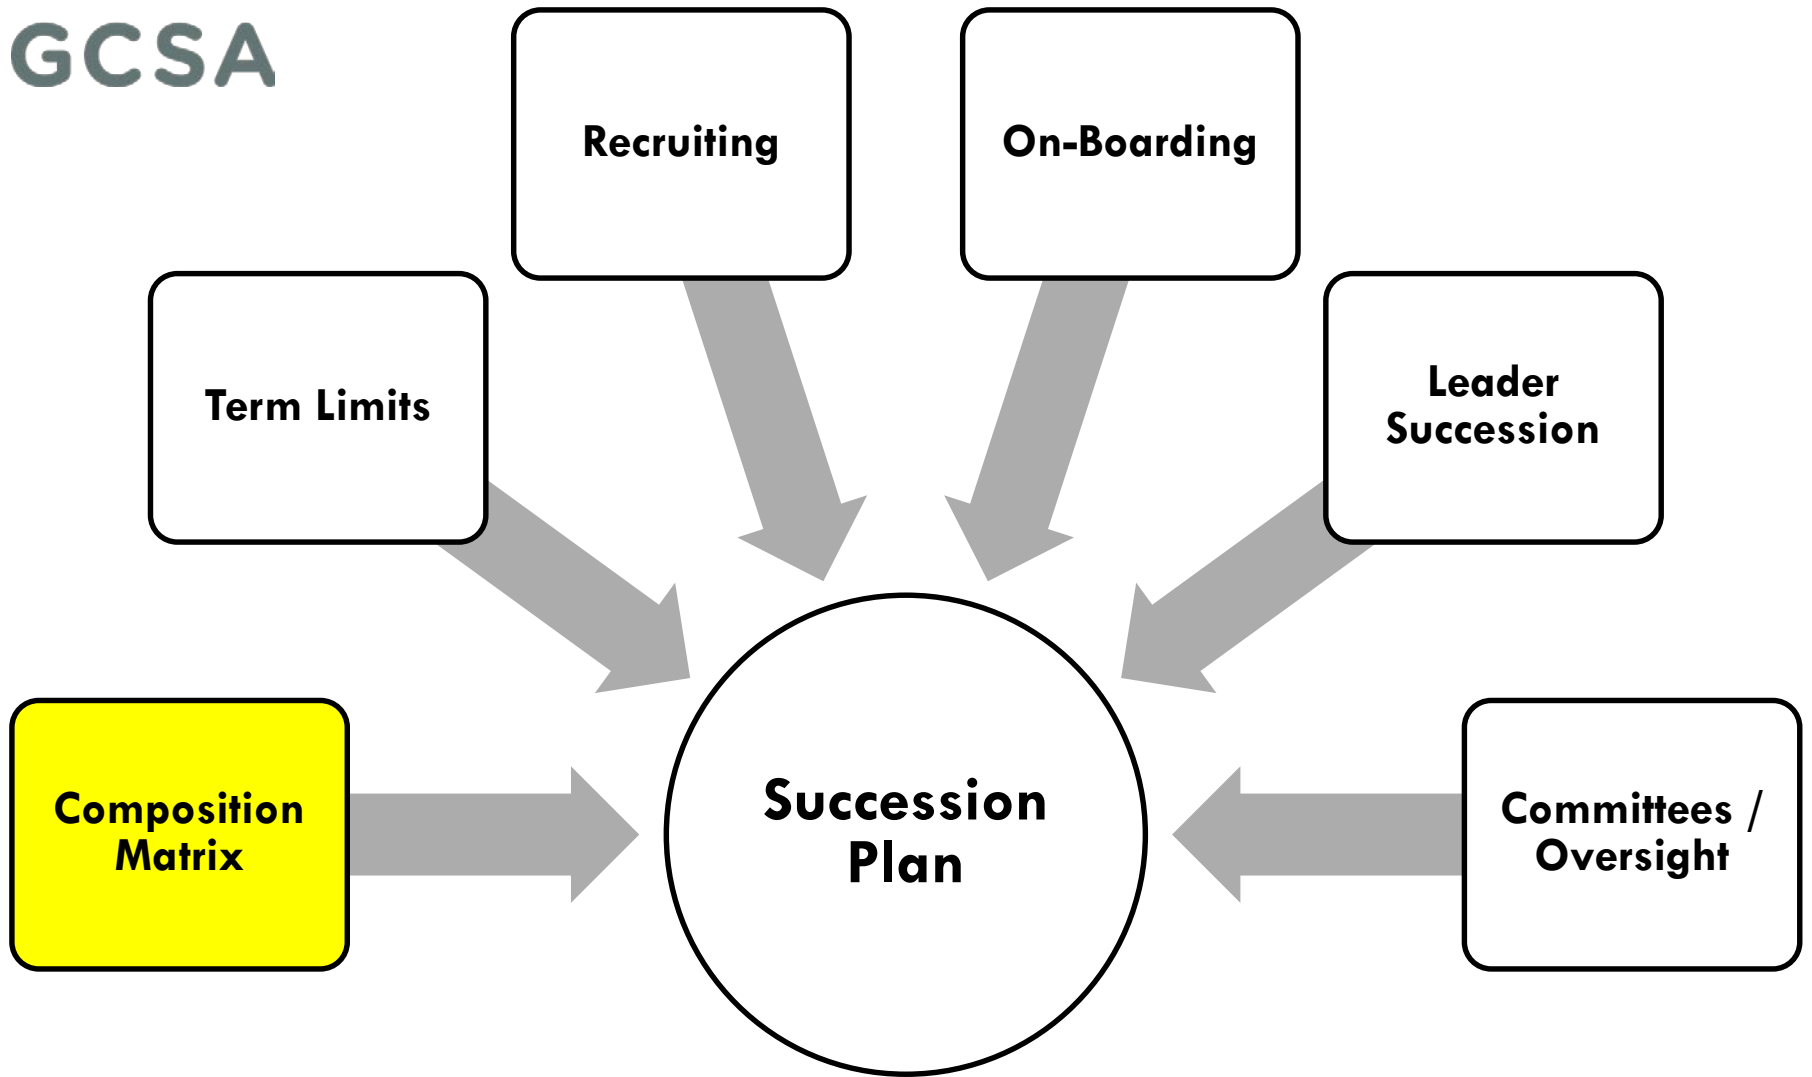 GCSA
Recruiting
On-Boarding
Term Limits
Leader
Succession
Composition
Matrix
Succession
Plan
Committees /
Oversight